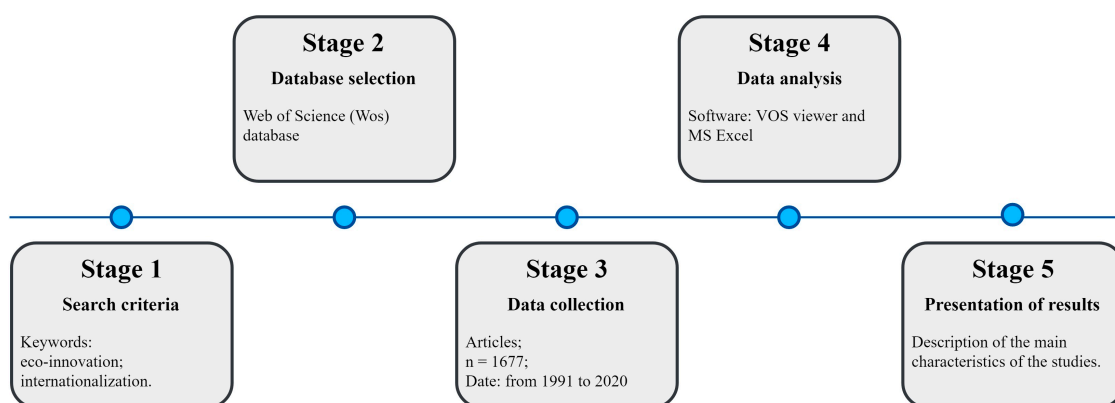 Stage 1
Search criteria
Keywords:
eco-innovation;
internationalization.
Stage 2
Database selection
Web of Science (Wos)
database
Stage 3
Data collection
Articles;
n = 1677;
Date: from 1991 to 2020
Stage 4
Data analysis
Software: VOS viewer and
MS Excel
Stage 5
Presentation of results
Description of the main
characteristics of the studies.